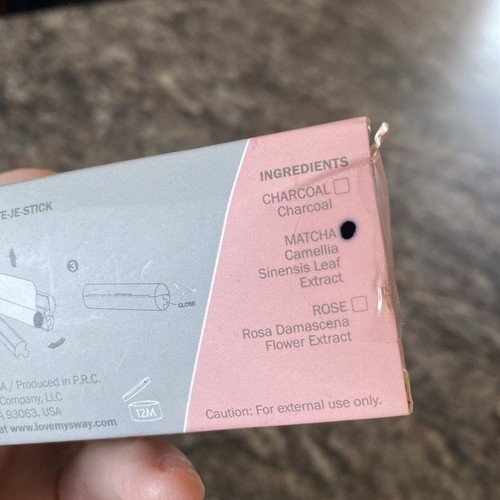 E-JE-STICK
3
CLOSE
A / Produced in P.R.C.
Company, LLC
A 93063, USA
at www.lovemysway.com
12M
INGREDIENTS
CHARCOAL
Charcoal
MATCHA
Camellia
Sinensis Leaf
Extract
ROSE
Rosa Damascena
Flower Extract
Caution: For external use only.